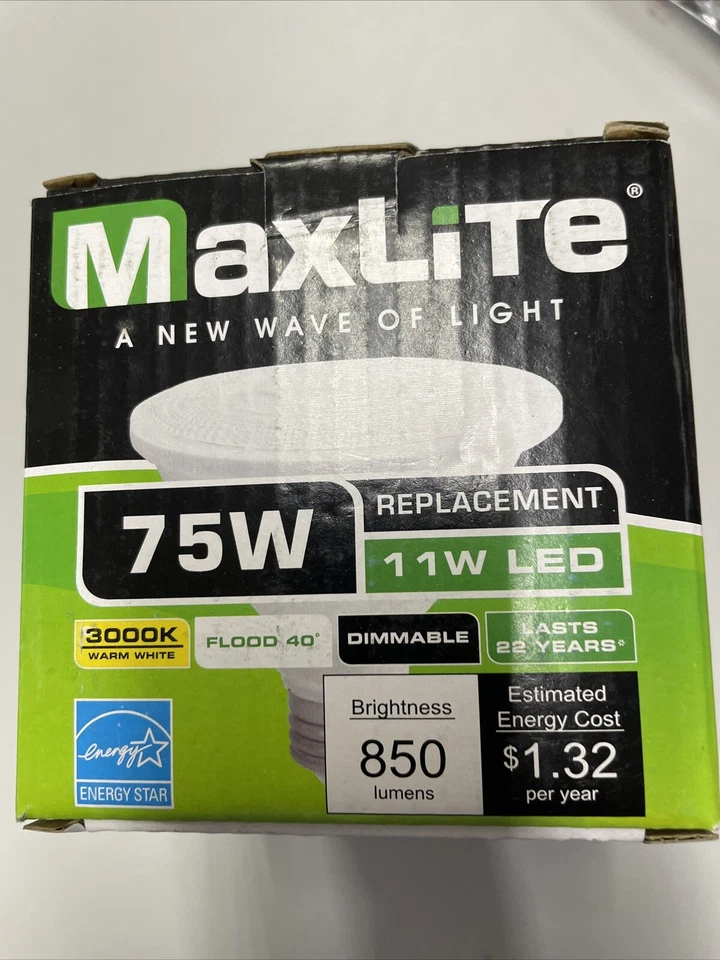 MaxLiTe®
A NEW WAVE OF LIGHT
75W
REPLACEMENT
11W LED
3000K
WARM WHITE
FLOOD 40°
DIMMABLE
LASTS
22 YEARS*
energy
ENERGY STAR
Brightness
850
lumens
Estimated
Energy Cost
$1.32
per year